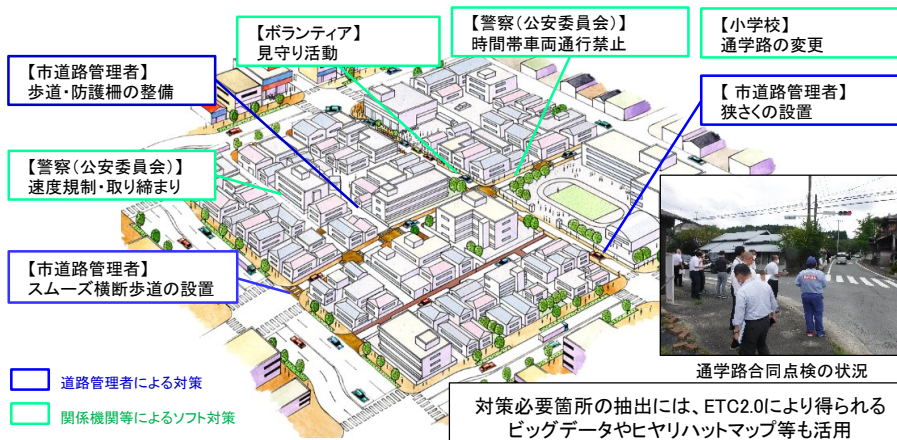 【ボランティア】
見守り活動
【警察(公安委員会)】
時間帯車両通行禁止
【小学校】
通学路の変更
【市道路管理者】
歩道・防護柵の整備
【 市道路管理者】
狭さくの設置
【警察(公安委員会)】
速度規制・取り締まり
【市道路管理者】
スムーズ横断歩道の設置
道路管理者による対策
関係機関等によるソフト対策
通学路合同点検の状況
対策必要箇所の抽出には、ETC2.0により得られる
ビッグデータやヒヤリハットマップ等も活用